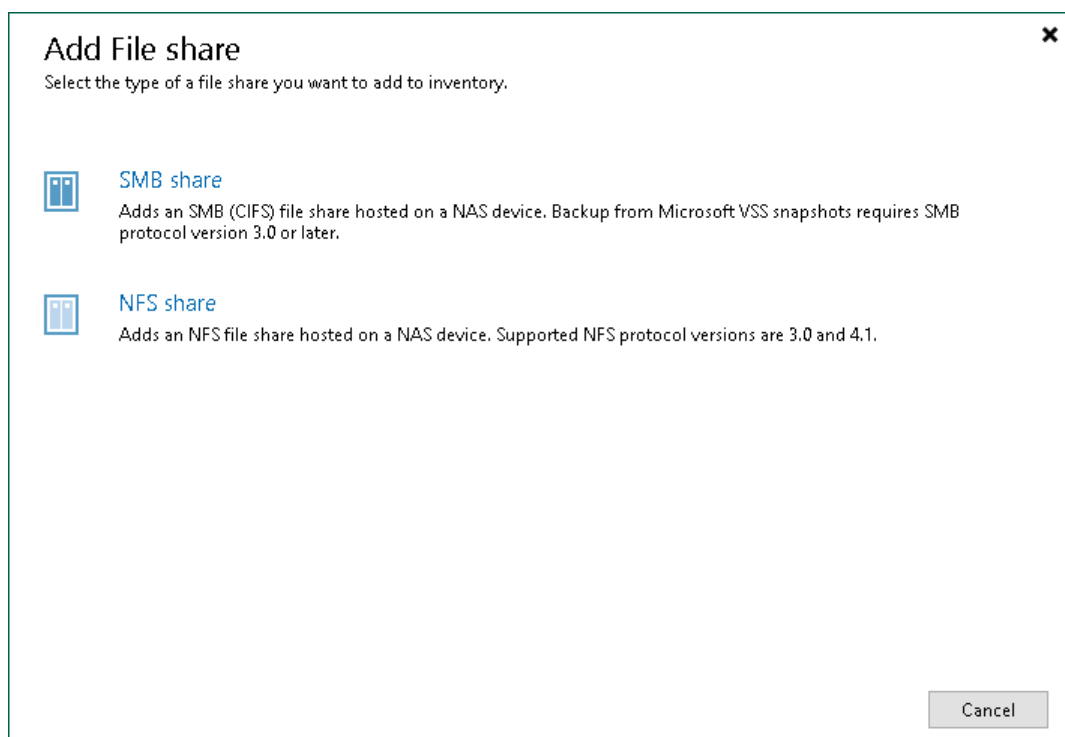 Add File share
Select the type of a file share you want to add to inventory.
SMB share
Adds an SMB (CIFS) file share hosted on a NAS device. Backup from Microsoft VSS snapshots requires SMB
protocol version 3.0 or later.
NFS share
Adds an NFS file share hosted on a NAS device. Supported NFS protocol versions are 3.0 and 4.1.
Cancel